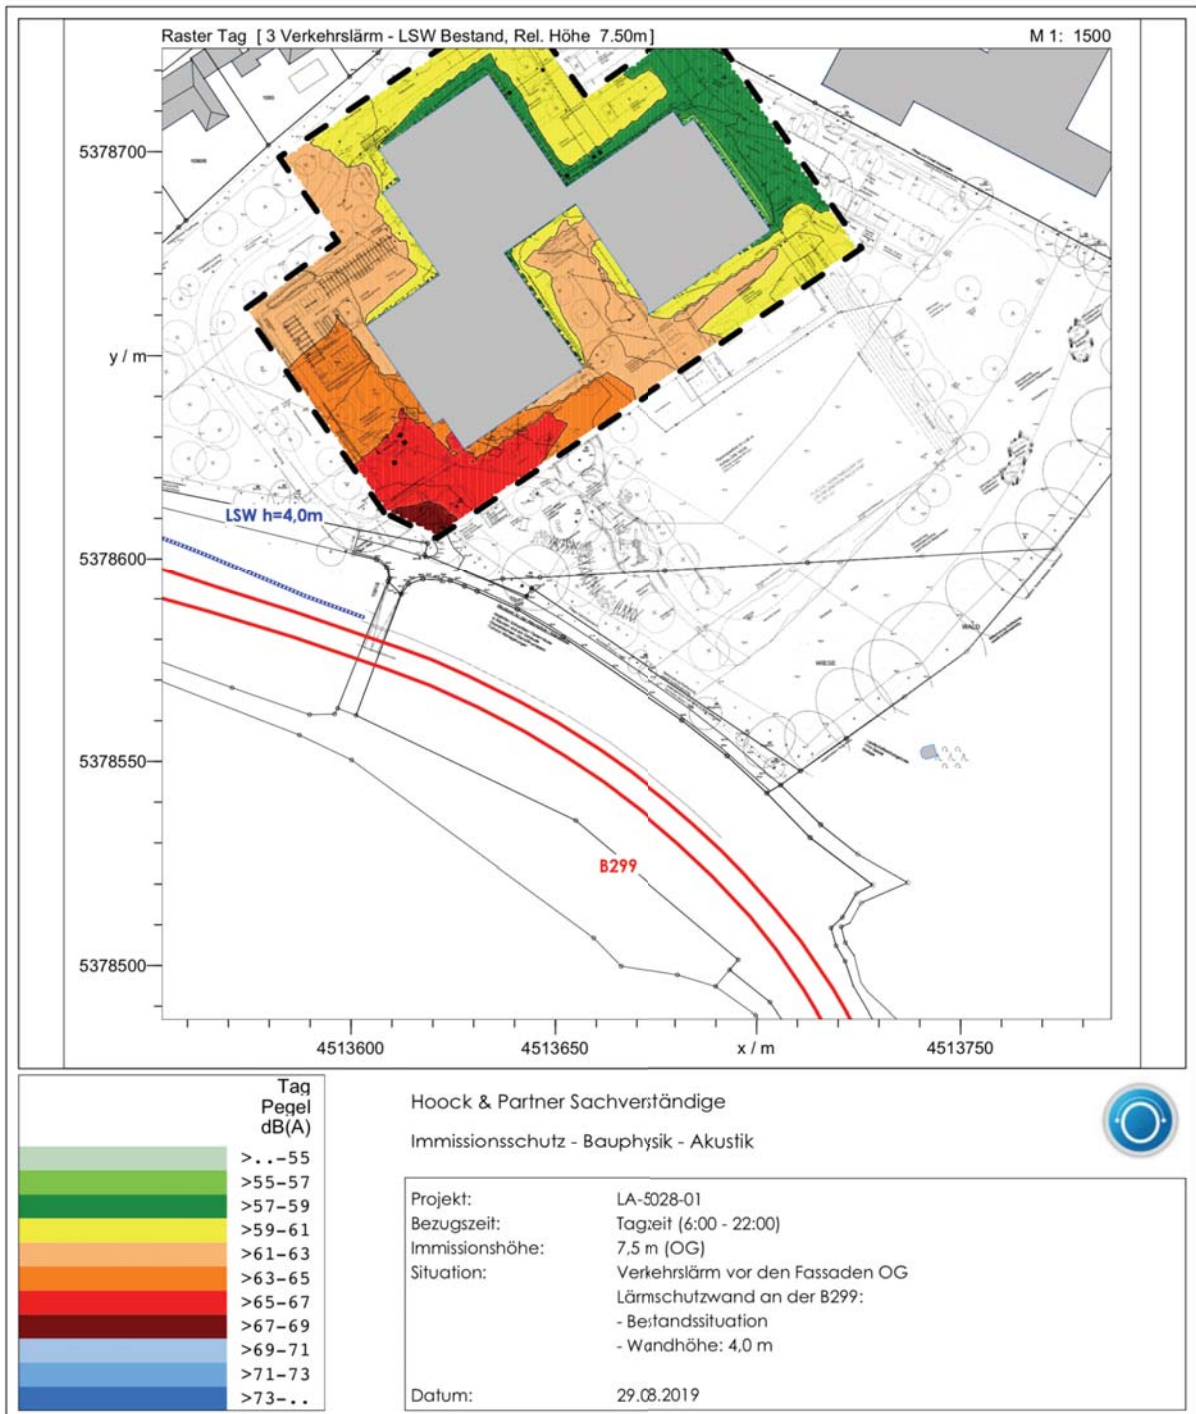 Raster Tag [ 3 Verkehrslärm - LSW Bestand, Rel. Höhe 7.50m ]
M 1: 1500
5378700
y / m
LSW h=4,0m
5378600
WALD
WIESE
5378550
B299
5378500
4513600
4513650
x / m
4513750
Tag
Pegel
dB(A)
>..-55
>55-57
>57-59
>59-61
>61-63
>63-65
>65-67
>67-69
>69-71
>71-73
>73-..
Hoock & Partner Sachverständige
Immissionsschutz - Bauphysik - Akustik
Projekt: LA-5028-01
Bezugszeit: Tagzeit (6:00 - 22:00)
Immissionshöhe: 7,5 m (OG)
Situation: Verkehrslärm vor den Fassaden OG
Lärmschutzwand an der B299:
- Bestandssituation
- Wandhöhe: 4,0 m
Datum: 29.08.2019